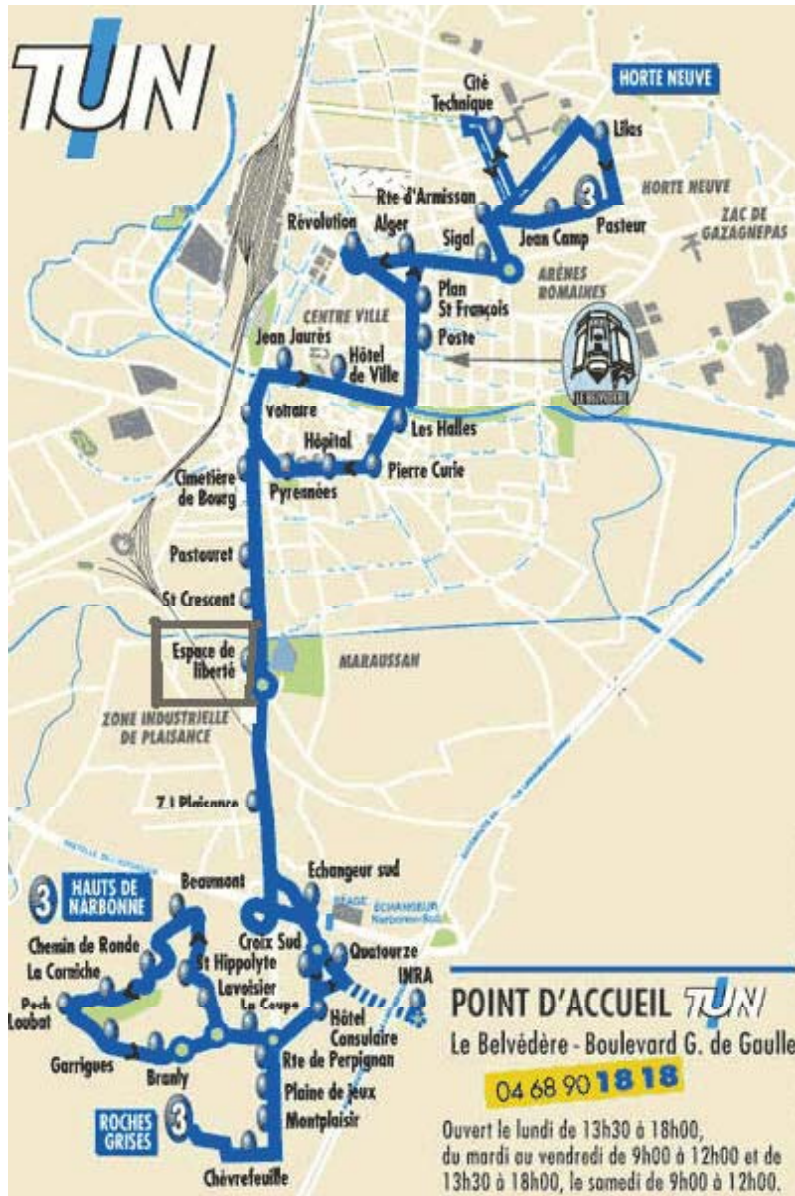 TUN
Cité
Technique
HORTE NEUVE
Lilas
Rte d'Armissan
HORTE NEUVE
3
Révolution
Alger
Sigal
Jean Camp
Pasteur
ZAC DE
GAZAGNEPAS
ARÈNES
ROMAINES
Plan
St François
CENTRE VILLE
Poste
Jean Jaurès
Hôtel
de Ville
LE BELVÉDÈRE
Voltaire
Les Halles
Hôpital
Cimetière
de Bourg
Pyrennées
Pierre Curie
Pastouret
St Crescent
Espace de
liberté
MARAUSSAN
ZONE INDUSTRIELLE
DE PLAISANCE
Z I Plaisance
3
HAUTS DE
NARBONNE
Beaumont
Echangeur sud
PÉAGE
ÉCHANGEUR
Narbonne-Sud
Chemin de Ronde
Croix Sud
Quatourze
La Corniche
St Hippolyte
INRA
Lavoisier
Pech
Loubat
La Coupe
Hôtel
Consulaire
Garrigues
Branly
Rte de Perpignan
Plaine de jeux
ROCHES
GRISES
3
Montplaisir
Chèvrefeuille
POINT D'ACCUEIL TUN
Le Belvédère - Boulevard G. de Gaulle
04 68 90 18 18
Ouvert le lundi de 13h30 à 18h00,
du mardi au vendredi de 9h00 à 12h00 et de
13h30 à 18h00, le samedi de 9h00 à 12h00.